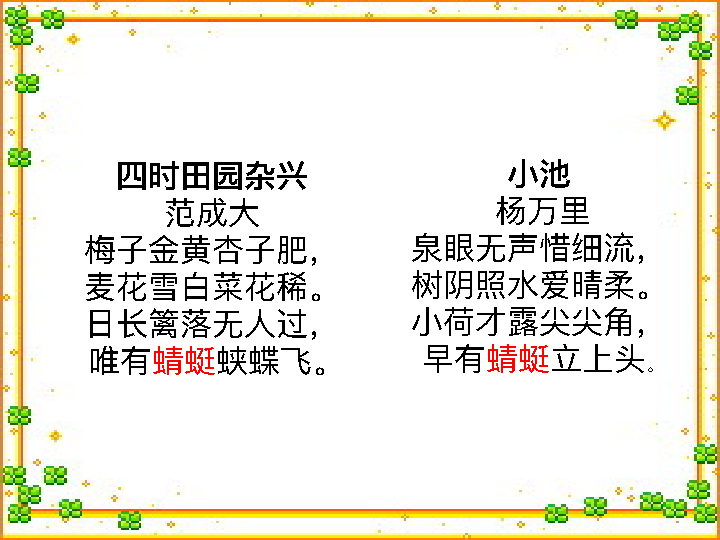 四时田园杂兴
范成大
梅子金黄杏子肥，
麦花雪白菜花稀。
日长篱落无人过，
唯有蜻蜓蛱蝶飞。
小池
杨万里
泉眼无声惜细流，
树阴照水爱晴柔。
小荷才露尖尖角，
早有蜻蜓立上头。